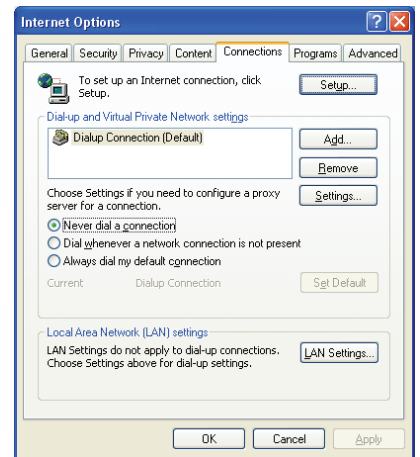 Internet Options
General Security Privacy Content Connections Programs Advanced
To set up an Internet connection, click
Setup.
Setup...
Dial-up and Virtual Private Network settings
Dialup Connection (Default)
Add...
Remove
Choose Settings if you need to configure a proxy
server for a connection.
Settings...
Never dial a connection
Dial whenever a network connection is not present
Always dial my default connection
Current Dialup Connection Set Default
Local Area Network (LAN) settings
LAN Settings do not apply to dial-up connections.
Choose Settings above for dial-up settings.
LAN Settings...
OK Cancel Apply